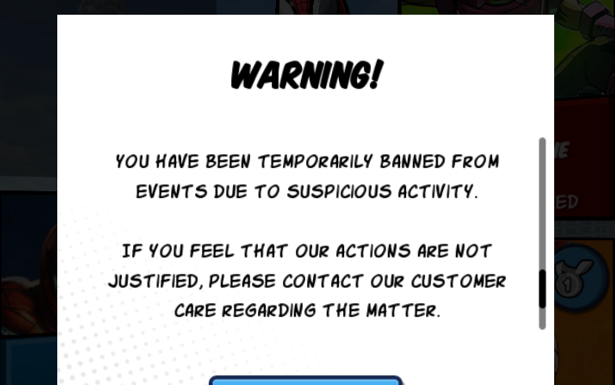 WARNING!
YOU HAVE BEEN TEMPORARILY BANNED FROM
EVENTS DUE TO SUSPICIOUS ACTIVITY.
IF YOU FEEL THAT OUR ACTIONS ARE NOT
JUSTIFIED, PLEASE CONTACT OUR CUSTOMER
CARE REGARDING THE MATTER.
1